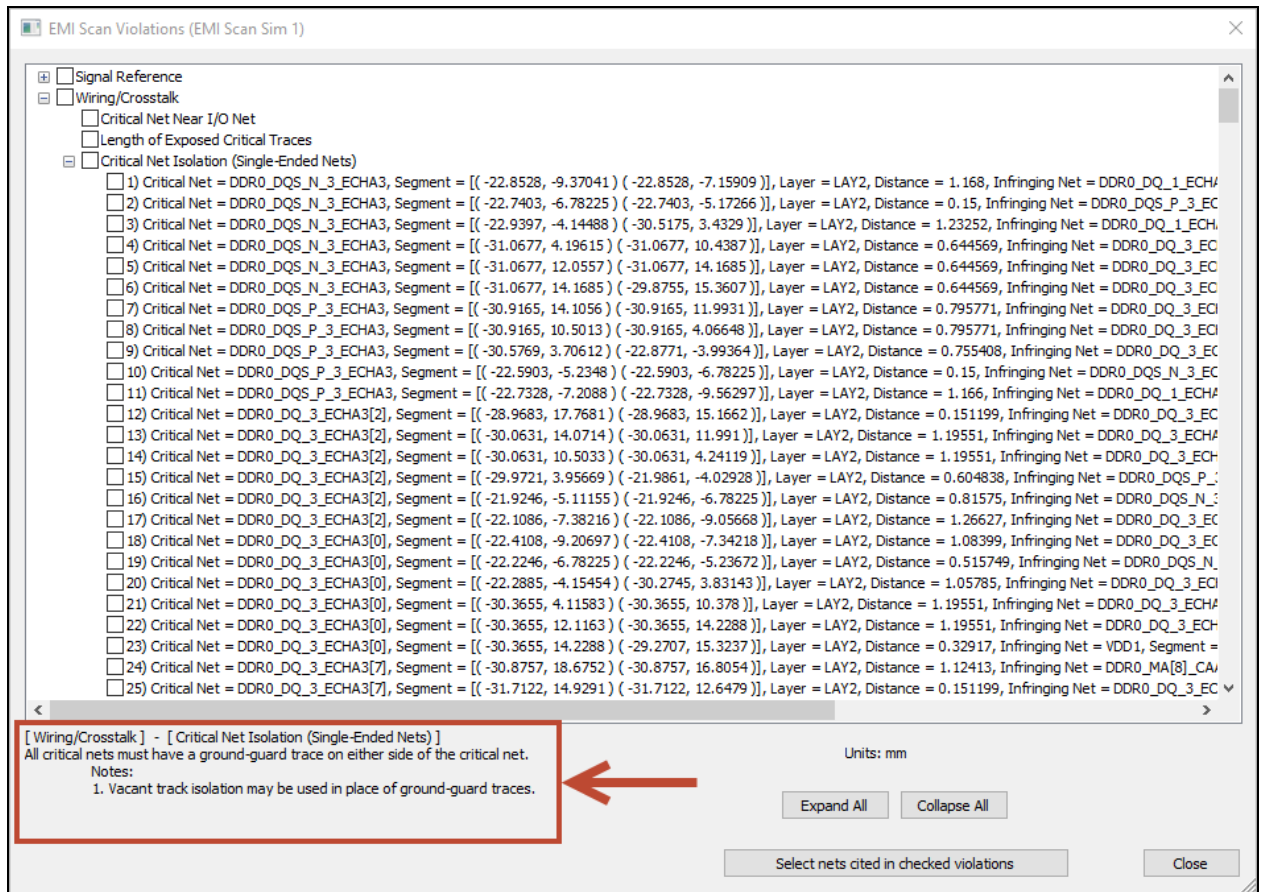 EMI Scan Violations (EMI Scan Sim 1)
Signal Reference
Wiring/Crosstalk
Critical Net Near I/O Net
Length of Exposed Critical Traces
Critical Net Isolation (Single-Ended Nets)
1) Critical Net = DDR0_DQS_N_3_ECHA3, Segment = [( -22.8528, -9.37041 ) ( -22.8528, -7.15909 )], Layer = LAY2, Distance = 1.168, Infringing Net = DDR0_DQ_1_ECHA
2) Critical Net = DDR0_DQS_N_3_ECHA3, Segment = [( -22.7403, -6.78225 ) ( -22.7403, -5.17266 )], Layer = LAY2, Distance = 0.15, Infringing Net = DDR0_DQS_P_3_EC
3) Critical Net = DDR0_DQS_N_3_ECHA3, Segment = [( -22.9397, -4.14488 ) ( -30.5175, 3.4329 )], Layer = LAY2, Distance = 1.23252, Infringing Net = DDR0_DQ_1_ECH
4) Critical Net = DDR0_DQS_N_3_ECHA3, Segment = [( -31.0677, 4.19615 ) ( -31.0677, 10.4387 )], Layer = LAY2, Distance = 0.644569, Infringing Net = DDR0_DQ_3_EC
5) Critical Net = DDR0_DQS_N_3_ECHA3, Segment = [( -31.0677, 12.0557 ) ( -31.0677, 14.1685 )], Layer = LAY2, Distance = 0.644569, Infringing Net = DDR0_DQ_3_EC
6) Critical Net = DDR0_DQS_N_3_ECHA3, Segment = [( -31.0677, 14.1685 ) ( -29.8755, 15.3607 )], Layer = LAY2, Distance = 0.644569, Infringing Net = DDR0_DQ_3_EC
7) Critical Net = DDR0_DQS_P_3_ECHA3, Segment = [( -30.9165, 14.1056 ) ( -30.9165, 11.9931 )], Layer = LAY2, Distance = 0.795771, Infringing Net = DDR0_DQ_3_EC
8) Critical Net = DDR0_DQS_P_3_ECHA3, Segment = [( -30.9165, 10.5013 ) ( -30.9165, 4.06648 )], Layer = LAY2, Distance = 0.795771, Infringing Net = DDR0_DQ_3_EC
9) Critical Net = DDR0_DQS_P_3_ECHA3, Segment = [( -30.5769, 3.70612 ) ( -22.8771, -3.99364 )], Layer = LAY2, Distance = 0.755408, Infringing Net = DDR0_DQ_3_EC
10) Critical Net = DDR0_DQS_P_3_ECHA3, Segment = [( -22.5903, -5.2348 ) ( -22.5903, -6.78225 )], Layer = LAY2, Distance = 0.15, Infringing Net = DDR0_DQS_N_3_EC
11) Critical Net = DDR0_DQS_P_3_ECHA3, Segment = [( -22.7328, -7.2088 ) ( -22.7328, -9.56297 )], Layer = LAY2, Distance = 1.166, Infringing Net = DDR0_DQ_1_ECHA
12) Critical Net = DDR0_DQ_3_ECHA3[2], Segment = [( -28.9683, 17.7681 ) ( -28.9683, 15.1662 )], Layer = LAY2, Distance = 0.151199, Infringing Net = DDR0_DQ_3_EC
13) Critical Net = DDR0_DQ_3_ECHA3[2], Segment = [( -30.0631, 14.0714 ) ( -30.0631, 11.991 )], Layer = LAY2, Distance = 1.19551, Infringing Net = DDR0_DQ_3_ECHA
14) Critical Net = DDR0_DQ_3_ECHA3[2], Segment = [( -30.0631, 10.5033 ) ( -30.0631, 4.24119 )], Layer = LAY2, Distance = 1.19551, Infringing Net = DDR0_DQ_3_ECH
15) Critical Net = DDR0_DQ_3_ECHA3[2], Segment = [( -29.9721, 3.95669 ) ( -21.9861, -4.02928 )], Layer = LAY2, Distance = 0.604838, Infringing Net = DDR0_DQS_P_
16) Critical Net = DDR0_DQ_3_ECHA3[2], Segment = [( -21.9246, -5.11155 ) ( -21.9246, -6.78225 )], Layer = LAY2, Distance = 0.81575, Infringing Net = DDR0_DQS_N_3
17) Critical Net = DDR0_DQ_3_ECHA3[2], Segment = [( -22.1086, -7.38216 ) ( -22.1086, -9.05668 )], Layer = LAY2, Distance = 1.26627, Infringing Net = DDR0_DQ_3_EC
18) Critical Net = DDR0_DQ_3_ECHA3[0], Segment = [( -22.4108, -9.20697 ) ( -22.4108, -7.34218 )], Layer = LAY2, Distance = 1.08399, Infringing Net = DDR0_DQ_3_EC
19) Critical Net = DDR0_DQ_3_ECHA3[0], Segment = [( -22.2246, -6.78225 ) ( -22.2246, -5.23672 )], Layer = LAY2, Distance = 0.515749, Infringing Net = DDR0_DQS_N_
20) Critical Net = DDR0_DQ_3_ECHA3[0], Segment = [( -22.2885, -4.15454 ) ( -30.2745, 3.83143 )], Layer = LAY2, Distance = 1.05785, Infringing Net = DDR0_DQ_3_EC
21) Critical Net = DDR0_DQ_3_ECHA3[0], Segment = [( -30.3655, 4.11583 ) ( -30.3655, 10.378 )], Layer = LAY2, Distance = 1.19551, Infringing Net = DDR0_DQ_3_ECHA
22) Critical Net = DDR0_DQ_3_ECHA3[0], Segment = [( -30.3655, 12.1163 ) ( -30.3655, 14.2288 )], Layer = LAY2, Distance = 1.19551, Infringing Net = DDR0_DQ_3_ECH
23) Critical Net = DDR0_DQ_3_ECHA3[0], Segment = [( -30.3655, 14.2288 ) ( -29.2707, 15.3237 )], Layer = LAY2, Distance = 0.32917, Infringing Net = VDD1, Segment =
24) Critical Net = DDR0_DQ_3_ECHA3[7], Segment = [( -30.8757, 18.6752 ) ( -30.8757, 16.8054 )], Layer = LAY2, Distance = 1.12413, Infringing Net = DDR0_MA[8]_CA
25) Critical Net = DDR0_DQ_3_ECHA3[7], Segment = [( -31.7122, 14.9291 ) ( -31.7122, 12.6479 )], Layer = LAY2, Distance = 0.151199, Infringing Net = DDR0_DQ_3_EC
[ Wiring/Crosstalk ] - [ Critical Net Isolation (Single-Ended Nets) ]
All critical nets must have a ground-guard trace on either side of the critical net.
Notes:
1. Vacant track isolation may be used in place of ground-guard traces.
Units: mm
Expand All
Collapse All
Select nets cited in checked violations
Close